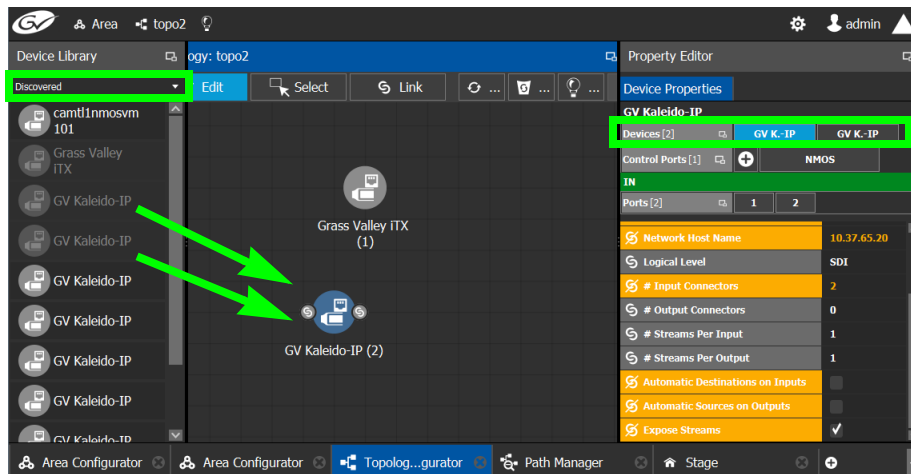 GV Area topo2 admin
Device Library
ogy: topo2
Property Editor
Discovered
Edit Select Link ... ... ...
Device Properties
camtl1nmosvm
101
Grass Valley
iTX
GV Kaleido-IP
GV Kaleido-IP
GV Kaleido-IP
GV Kaleido-IP
GV Kaleido-IP
GV Kaleido-IP
GV Kaleido-IP
Grass Valley iTX
(1)
GV Kaleido-IP (2)
GV Kaleido-IP
Devices [2] GV K.-IP GV K.-IP
Control Ports [1] NMOS
IN
Ports [2] 1 2
Network Host Name 10.37.65.20
Logical Level SDI
# Input Connectors 2
# Output Connectors 0
# Streams Per Input 1
# Streams Per Output 1
Automatic Destinations on Inputs
Automatic Sources on Outputs
Expose Streams
Area Configurator Area Configurator Topolog...gurator Path Manager Stage